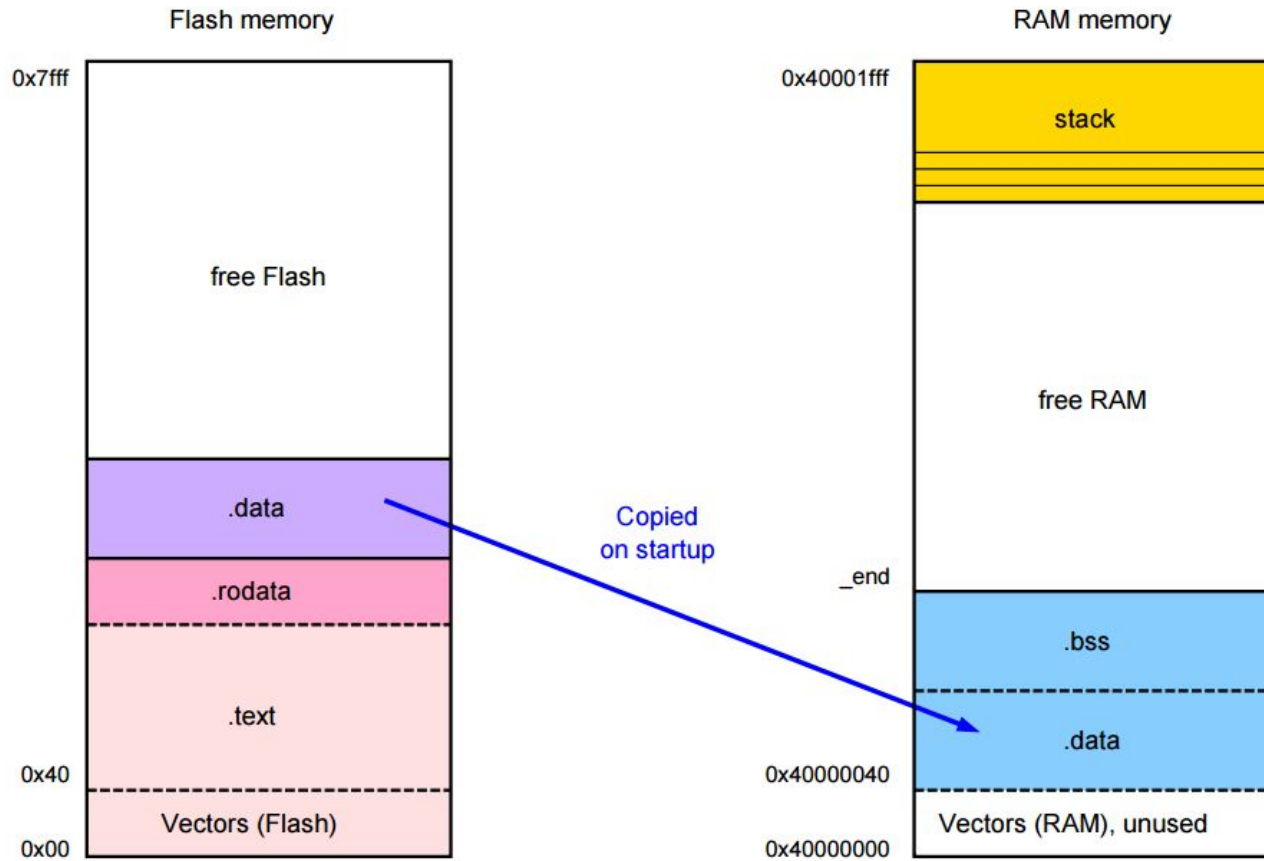 Flash memory
0x7fff
free Flash
.data
.rodata
.text
0x40
Vectors (Flash)
0x00
Copied
on startup
RAM memory
0x40001fff
stack
free RAM
_end
.bss
.data
0x40000040
Vectors (RAM), unused
0x40000000